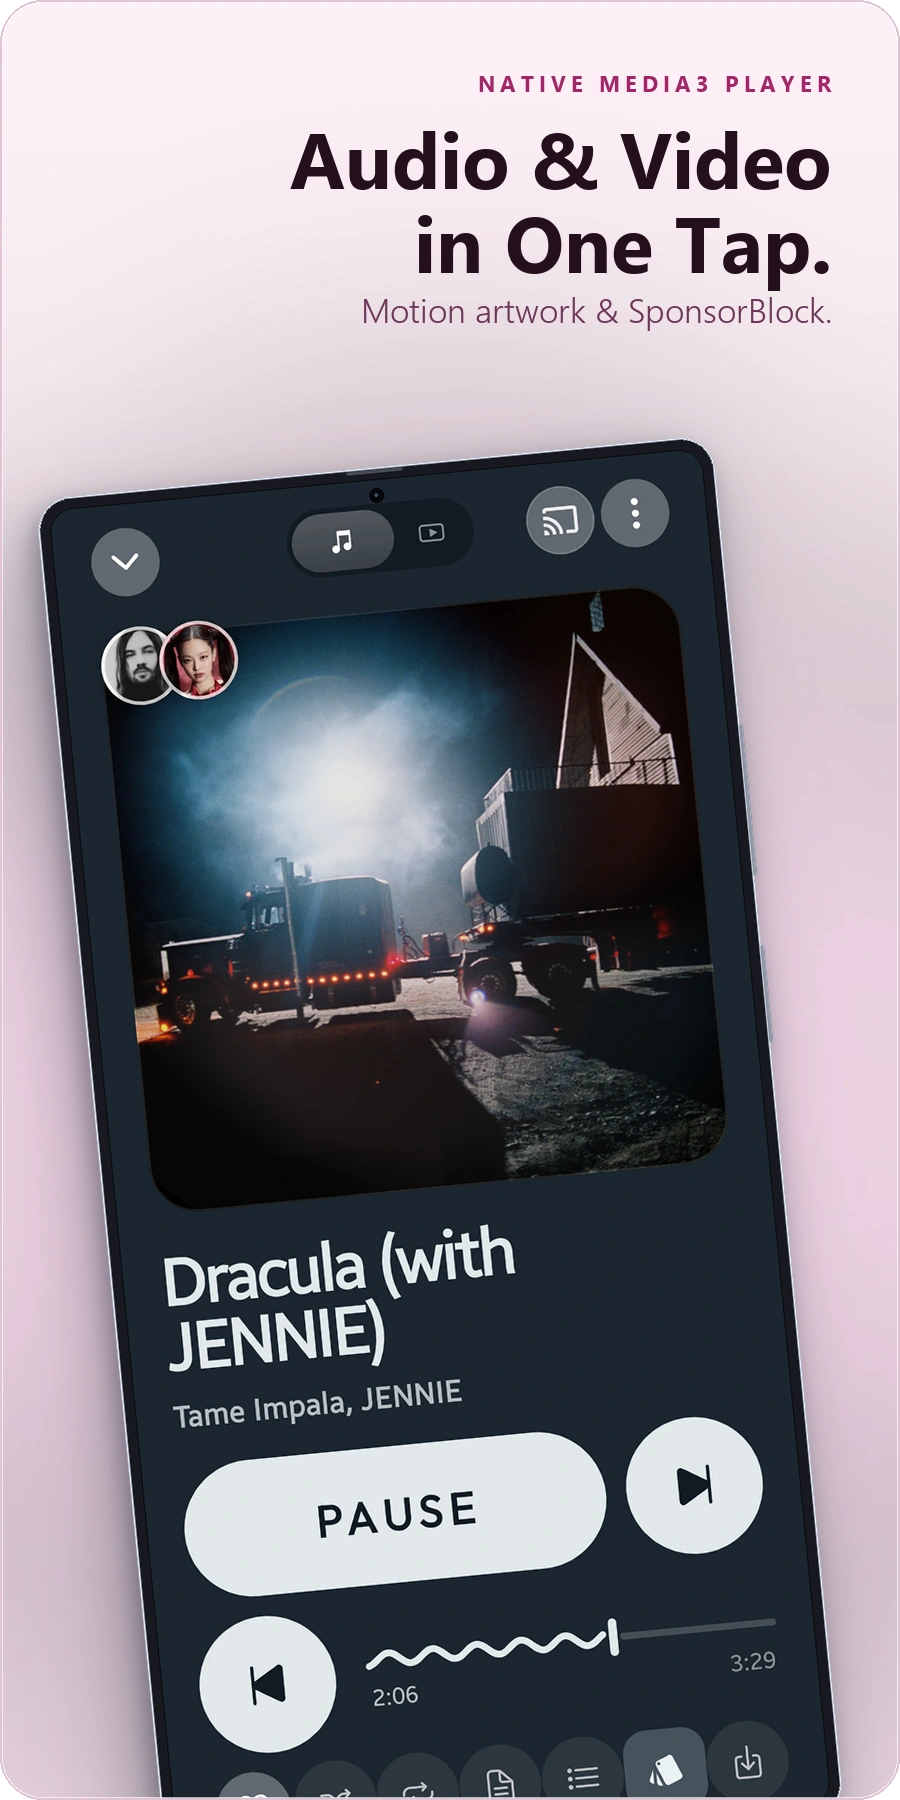 NATIVE MEDIA3 PLAYER
Audio & Video
in One Tap.
Motion artwork & SponsorBlock.
Dracula (with
JENNIE)
Tame Impala, JENNIE
PAUSE
2:06
3:29